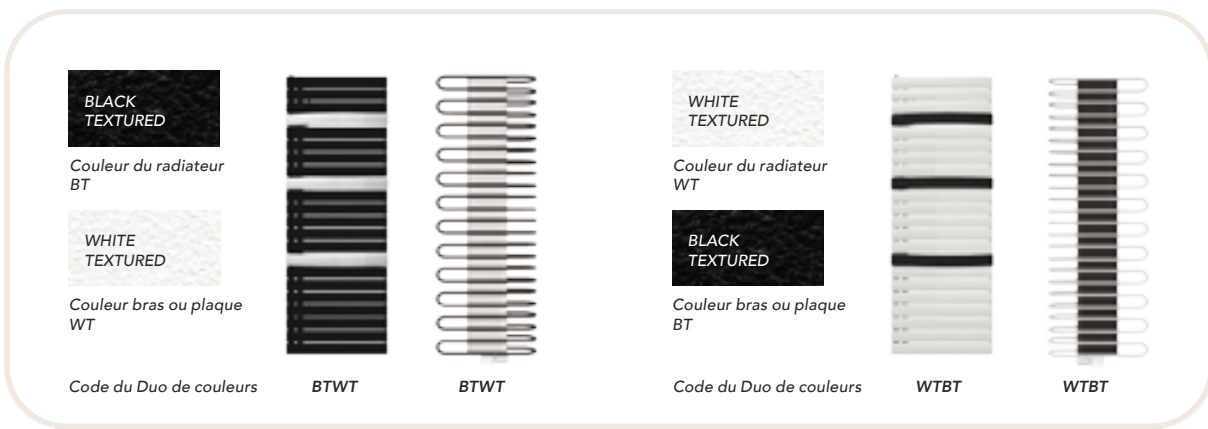 BLACK
TEXTURED
Couleur du radiateur
BT
WHITE
TEXTURED
Couleur bras ou plaque
WT
Code du Duo de couleurs BTWT BTWT
WHITE
TEXTURED
Couleur du radiateur
WT
BLACK
TEXTURED
Couleur bras ou plaque
BT
Code du Duo de couleurs WTBT WTBT